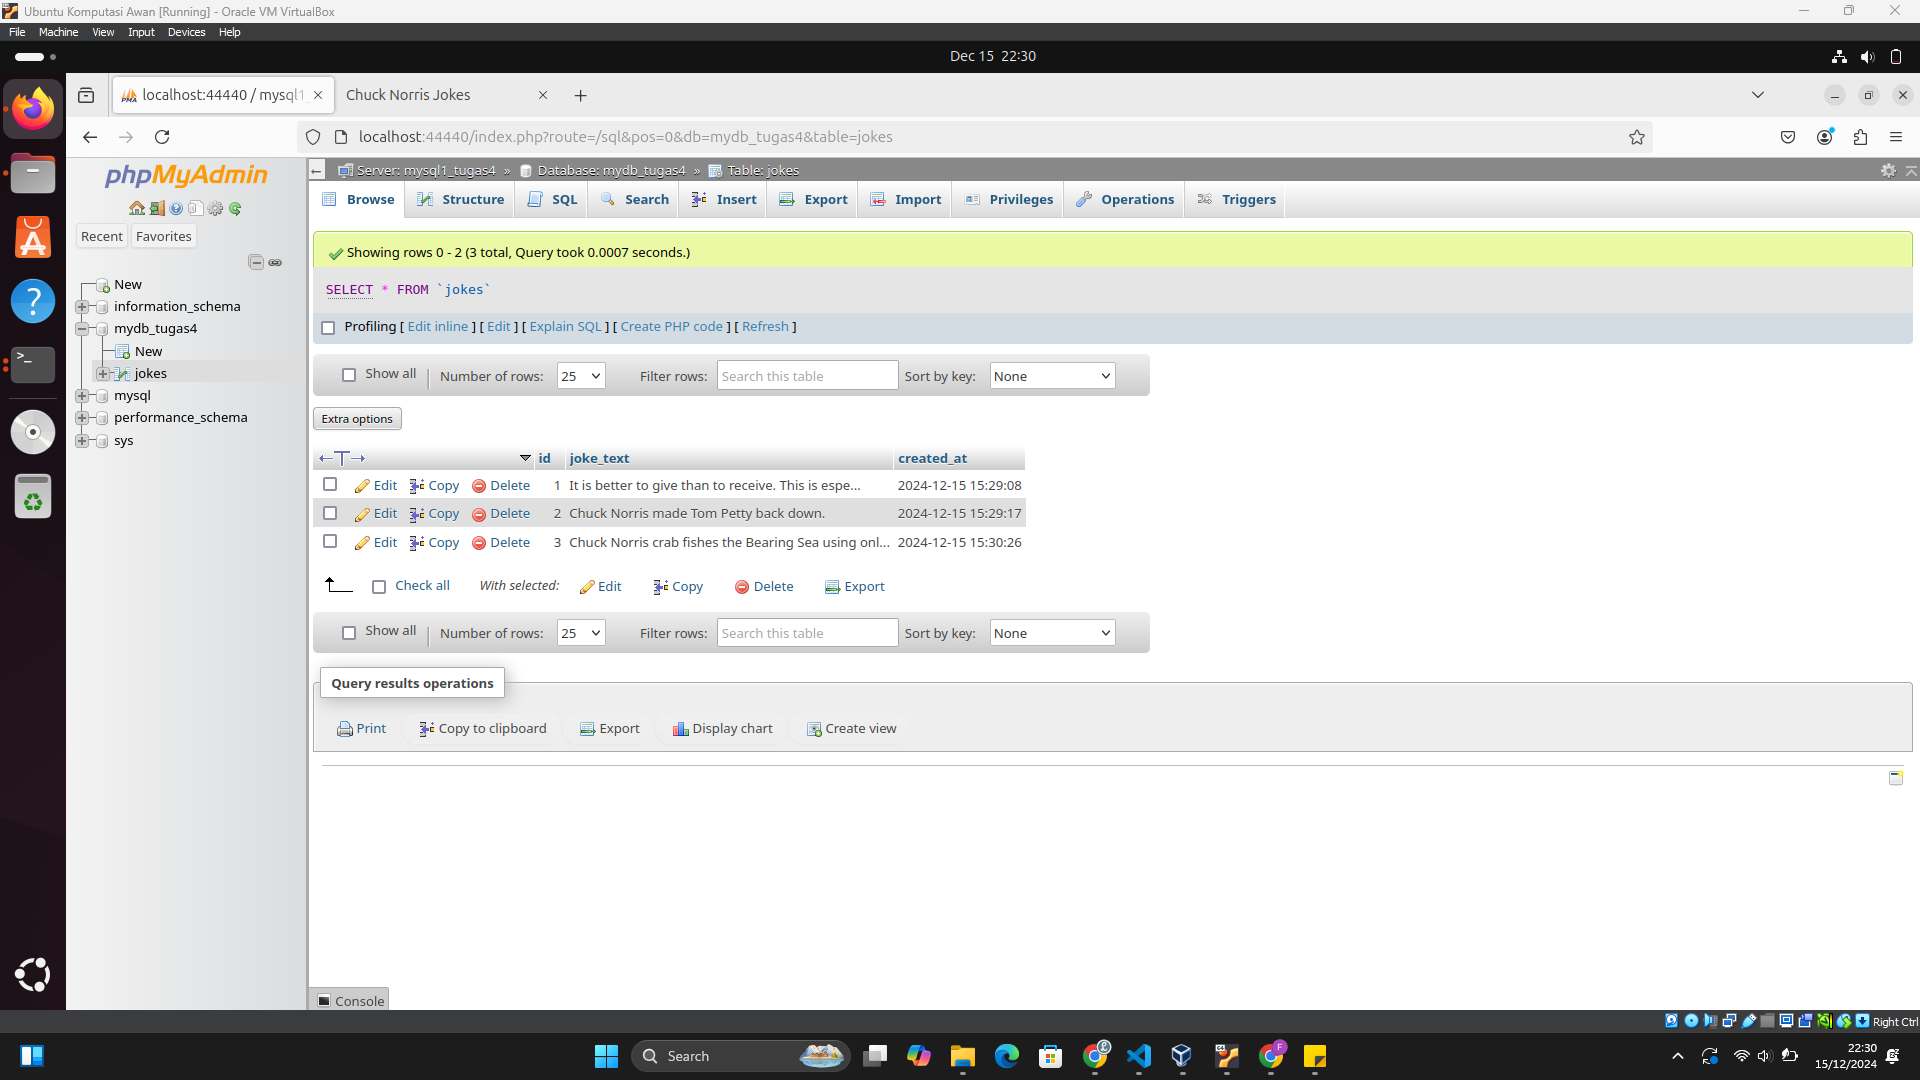 Ubuntu Komputasi Awan [Running] - Oracle VM VirtualBox
File Machine View Input Devices Help
Dec 15 22:30
localhost:44440 / mysql1_
Chuck Norris Jokes
localhost:44440/index.php?route=/sql&pos=0&db=mydb_tugas4&table=jokes
phpMyAdmin
Recent Favorites
New
information_schema
mydb_tugas4
New
jokes
mysql
performance_schema
sys
Server: mysql1_tugas4 » Database: mydb_tugas4 » Table: jokes
Browse Structure SQL Search Insert Export Import Privileges Operations Triggers
Showing rows 0 - 2 (3 total, Query took 0.0007 seconds.)
SELECT * FROM `jokes`
Profiling [ Edit inline ] [ Edit ] [ Explain SQL ] [ Create PHP code ] [ Refresh ]
Show all | Number of rows: 25 Filter rows: Search this table Sort by key: None
Extra options
←T→ id joke_text created_at
Edit Copy Delete 1 It is better to give than to receive. This is espe... 2024-12-15 15:29:08
Edit Copy Delete 2 Chuck Norris made Tom Petty back down. 2024-12-15 15:29:17
Edit Copy Delete 3 Chuck Norris crab fishes the Bearing Sea using onl... 2024-12-15 15:30:26
Check all With selected: Edit Copy Delete Export
Show all | Number of rows: 25 Filter rows: Search this table Sort by key: None
Query results operations
Print Copy to clipboard Export Display chart Create view
Console
Right Ctrl
Search
22:30
15/12/2024